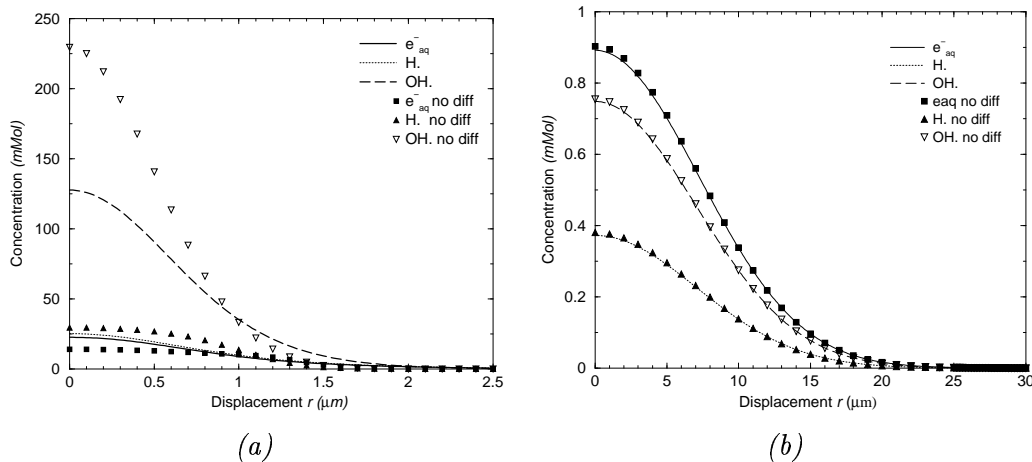 250
200
150
100
50
0
Concentration (mMol)
0
0.5
1
1.5
2
2.5
Displacement r (μm)
e⁻aq
H.
OH.
e⁻aq no diff
H. no diff
OH. no diff
(a)
1
0.8
0.6
0.4
0.2
0
Concentration (mMol)
0
5
10
15
20
25
30
Displacement r (μm)
e⁻aq
H.
OH.
eaq no diff
H. no diff
OH. no diff
(b)